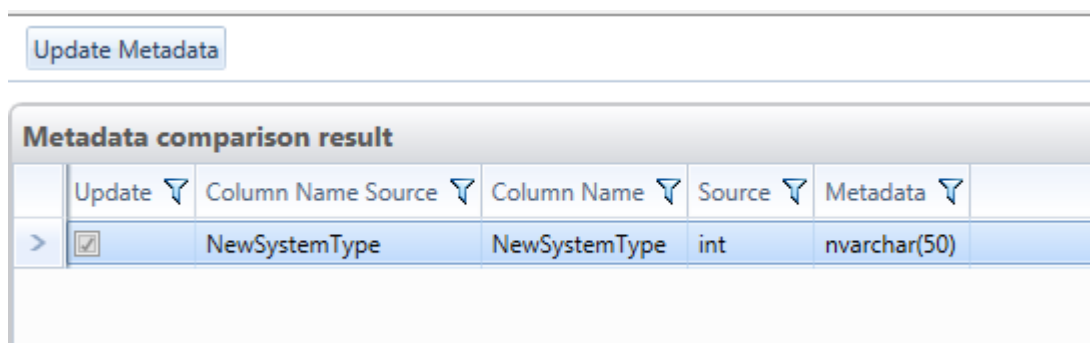 Update Metadata
Metadata comparison result
Update Column Name Source Column Name Source Metadata
NewSystemType NewSystemType int nvarchar(50)